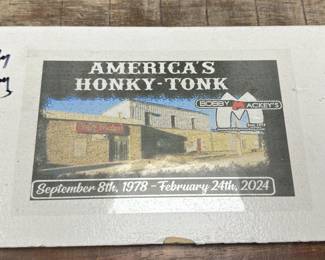 AMERICA'S
HONKY-TONK
BOBBY MACKEY'S
September 8th, 1978 - February 24th, 2024